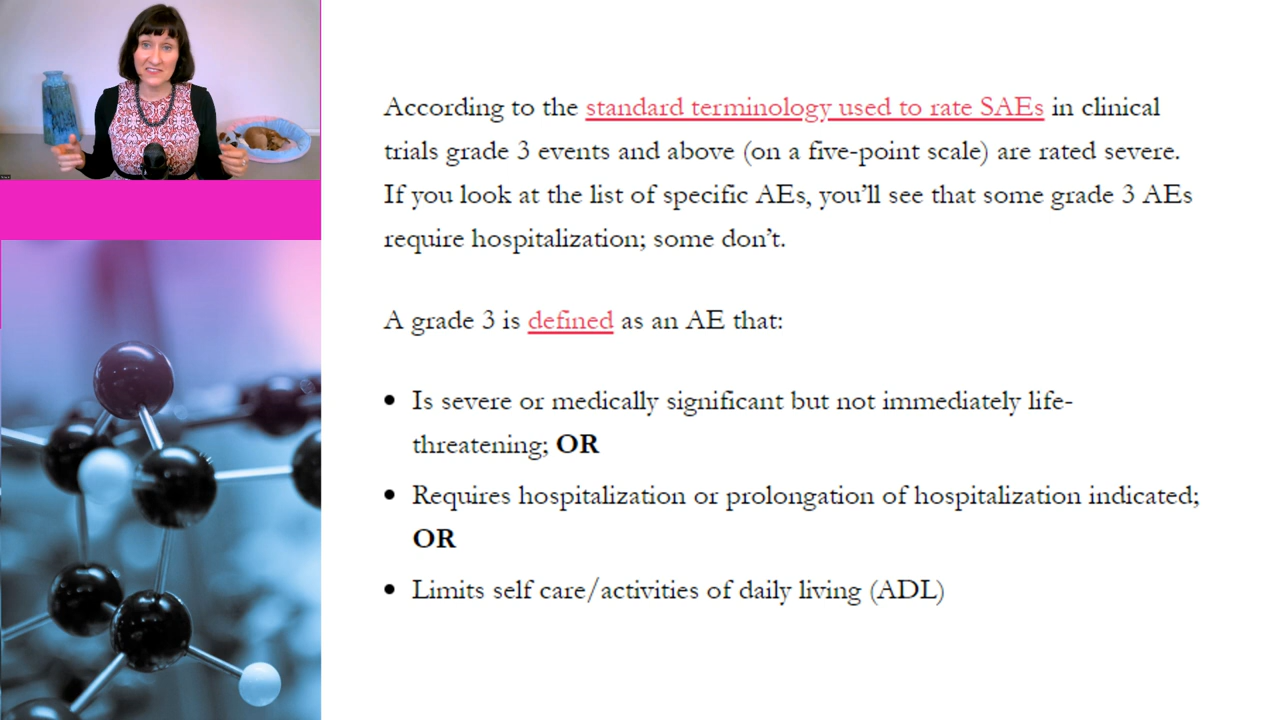 According to the standard terminology used to rate SAEs in clinical
trials grade 3 events and above (on a five-point scale) are rated severe.
If you look at the list of specific AEs, you’ll see that some grade 3 AEs
require hospitalization; some don’t.
A grade 3 is defined as an AE that:
• Is severe or medically significant but not immediately life-
threatening; OR
• Requires hospitalization or prolongation of hospitalization indicated;
OR
• Limits self care/activities of daily living (ADL)